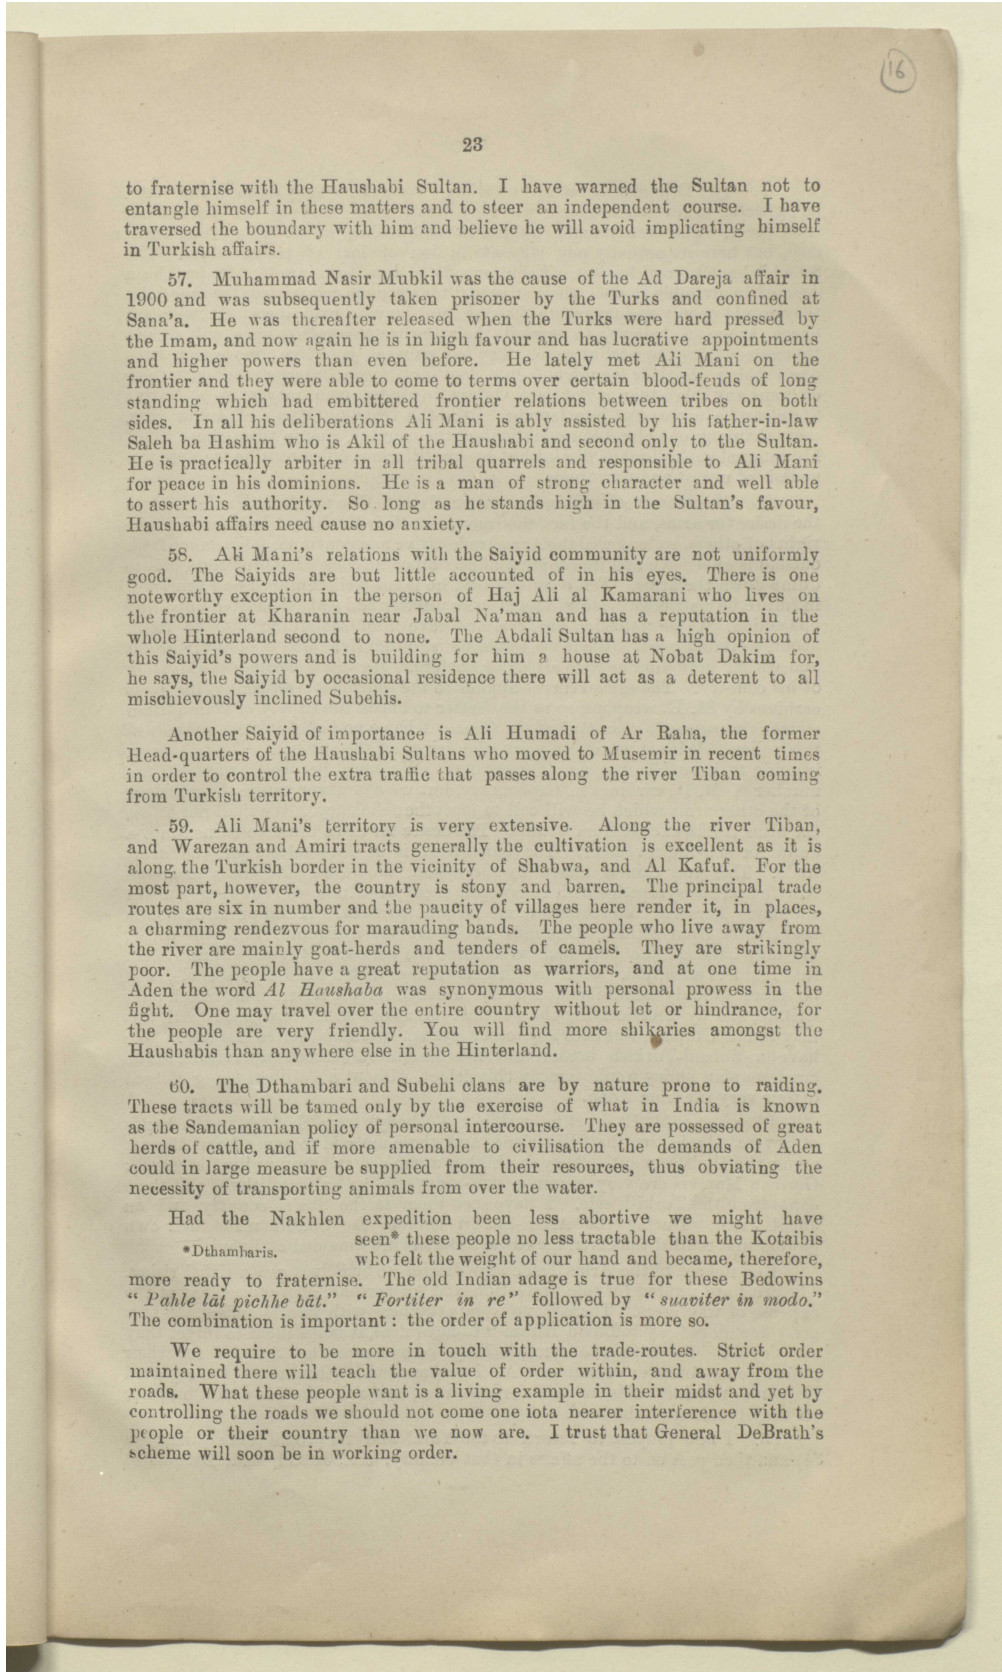 16
23
to fraternise with the Haushabi Sultan. I have warned the Sultan not to
entangle himself in these matters and to steer an independent course. I have
traversed the boundary with him and believe he will avoid implicating himself
in Turkish affairs.
57. Muhammad Nasir Mubkil was the cause of the Ad Dareja affair in
1900 and was subsequently taken prisoner by the Turks and confined at
Sana'a. He was thereafter released when the Turks were hard pressed by
the Imam, and now again he is in high favour and has lucrative appointments
and higher powers than even before. He lately met Ali Mani on the
frontier and they were able to come to terms over certain blood-feuds of long
standing which had embittered frontier relations between tribes on both
sides. In all his deliberations Ali Mani is ably assisted by his father-in-law
Saleh ba Hashim who is Akil of the Haushabi and second only to the Sultan.
He is practically arbiter in all tribal quarrels and responsible to Ali Mani
for peace in his dominions. He is a man of strong character and well able
to assert his authority. So long as he stands high in the Sultan's favour,
Haushabi affairs need cause no anxiety.
58. Ali Mani's relations with the Saiyid community are not uniformly
good. The Saiyids are but little accounted of in his eyes. There is one
noteworthy exception in the person of Haj Ali al Kamarani who lives on
the frontier at Kharanin near Jabal Na'man and has a reputation in the
whole Hinterland second to none. The Abdali Sultan has a high opinion of
this Saiyid's powers and is building for him a house at Nobat Dakim for,
he says, the Saiyid by occasional residence there will act as a deterent to all
mischievously inclined Subehis.
Another Saiyid of importance is Ali Humadi of Ar Raha, the former
Head-quarters of the Haushabi Sultans who moved to Musemir in recent times
in order to control the extra traffic that passes along the river Tiban coming
from Turkish territory.
59. Ali Mani's territory is very extensive. Along the river Tiban,
and Warezan and Amiri tracts generally the cultivation is excellent as it is
along the Turkish border in the vicinity of Shabwa, and Al Kafuf. For the
most part, however, the country is stony and barren. The principal trade
routes are six in number and the paucity of villages here render it, in places,
a charming rendezvous for marauding bands. The people who live away from
the river are mainly goat-herds and tenders of camels. They are strikingly
poor. The people have a great reputation as warriors, and at one time in
Aden the word Al Haushaba was synonymous with personal prowess in the
fight. One may travel over the entire country without let or hindrance, for
the people are very friendly. You will find more shikaries amongst the
Haushabis than anywhere else in the Hinterland.
60. The Dthambari and Subehi clans are by nature prone to raiding.
These tracts will be tamed only by the exercise of what in India is known
as the Sandemanian policy of personal intercourse. They are possessed of great
herds of cattle, and if more amenable to civilisation the demands of Aden
could in large measure be supplied from their resources, thus obviating the
necessity of transporting animals from over the water.
Had the Nakhlen expedition been less abortive we might have
seen* these people no less tractable than the Kotaibis
*Dthambaris.
who felt the weight of our hand and became, therefore,
more ready to fraternise. The old Indian adage is true for these Bedowins
"Pahle lāt pichhe bāt." "Fortiter in re" followed by "suaviter in modo."
The combination is important: the order of application is more so.
We require to be more in touch with the trade-routes. Strict order
maintained there will teach the value of order within, and away from the
roads. What these people want is a living example in their midst and yet by
controlling the roads we should not come one iota nearer interference with the
people or their country than we now are. I trust that General DeBrath's
scheme will soon be in working order.